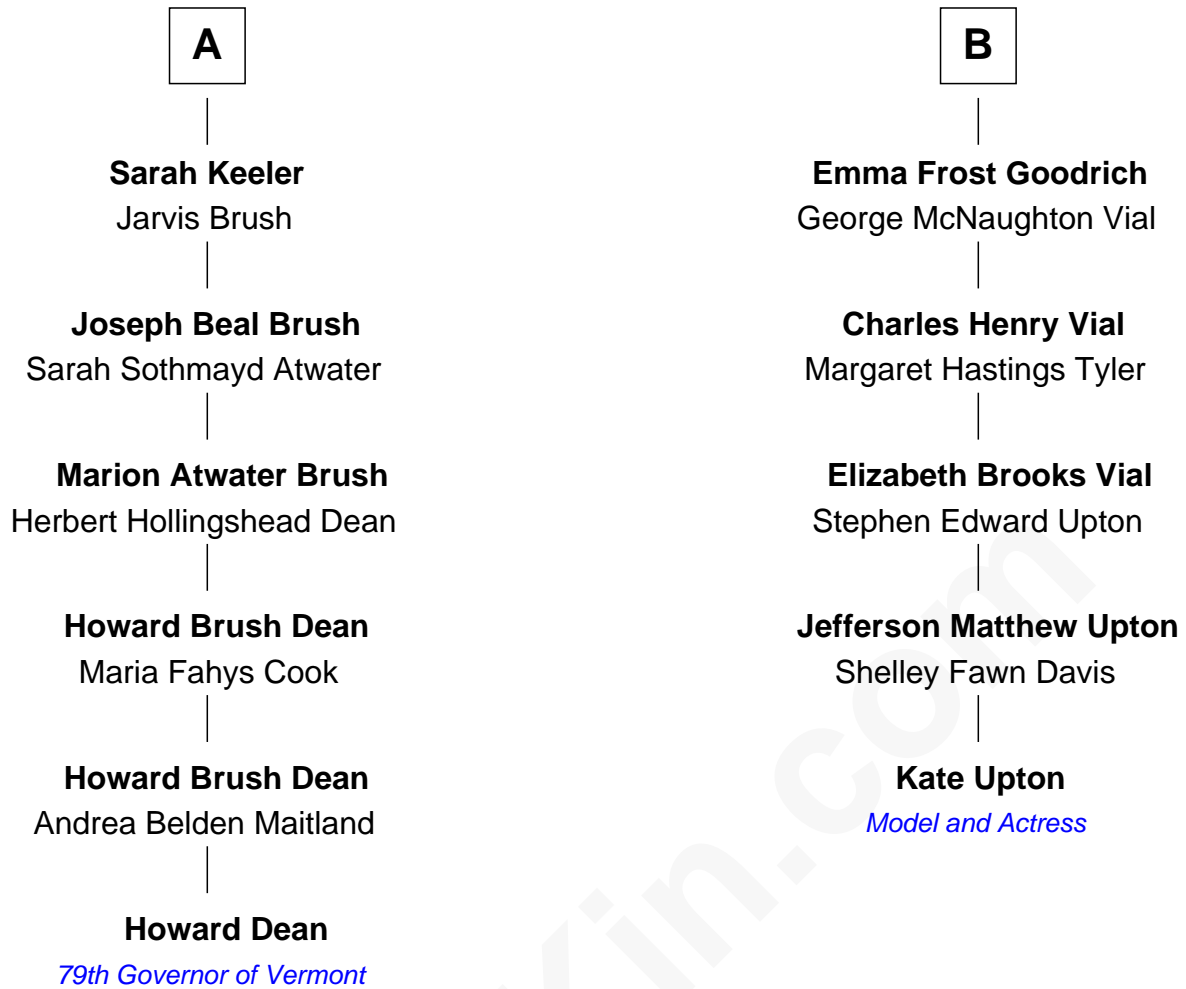 A
Sarah Keeler
Jarvis Brush
Joseph Beal Brush
Sarah Sothmayd Atwater
Marion Atwater Brush
Herbert Hollingshead Dean
Howard Brush Dean
Maria Fahys Cook
Howard Brush Dean
Andrea Belden Maitland
Howard Dean
79th Governor of Vermont
B
Emma Frost Goodrich
George McNaughton Vial
Charles Henry Vial
Margaret Hastings Tyler
Elizabeth Brooks Vial
Stephen Edward Upton
Jefferson Matthew Upton
Shelley Fawn Davis
Kate Upton
Model and Actress
Kin.com